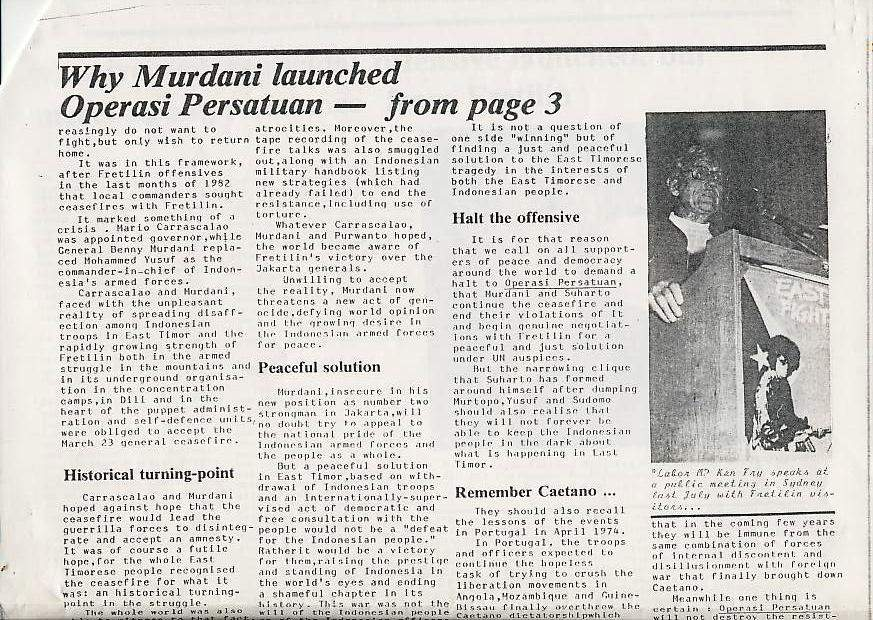 Why Murdani launched
Operasi Persatuan — from page 3
reasingly do not want to
fight,but only wish to return
home.
It was in this framework,
after Fretilin offensives
in the last months of 1982
that local commanders sought
ceasefires with Fretilin.
It marked something of a
crisis . Mario Carrascalao
was appointed governor,while
General Benny Murdani repla-
ced Mohammed Yusuf as the
commander-in-chief of Indon-
esia's armed forces.
Carrascalao and Murdani,
faced with the unpleasant
reality of spreading disaff-
ection among Indonesian
troops in East Timor and the
rapidly growing strength of
Fretilin both in the armed
struggle in the mountains and
in its underground organisa-
tion in the concentration
camps,in Dili and in the
heart of the puppet administ-
ration and self-defence units,
were obliged to accept the
March 23 general ceasefire.
Historical turning-point
Carrascalao and Murdani
hoped against hope that the
ceasefire would lead the
guerrilla forces to disinteg-
rate and accept an amnesty.
It was of course a futile
hope,for the whole East
Timorese people recognised
the ceasefire for what it
was: an historical turning-
point in the struggle.
The whole world was also
atrocities. Moreover,the
tape recording of the cease-
fire talks was also smuggled
out,along with an Indonesian
military handbook listing
new strategies (which had
already failed) to end the
resistance,including use of
torture.
Whatever Carrascalao,
Murdani and Purwanto hoped,
the world became aware of
Fretilin's victory over the
Jakarta generals.
Unwilling to accept
the reality, Murdani now
threatens a new act of gen-
ocide,defying world opinion
and the growing desire in
the Indonesian armed forces
for peace.
Peaceful solution
Murdani,insecure in his
new position as number two
strongman in Jakarta,will
no doubt try to appeal to
the national pride of the
Indonesian armed forces and
the people as a whole.
But a peaceful solution
in East Timor,based on with-
drawal of Indonesian troops
and an internationally-super-
vised act of democratic and
free consultation with the
people would not be a "defeat
for the Indonesian people."
Ratherit would be a victory
for them,raising the prestige
and standing of Indonesia in
the world's eyes and ending
a shameful chapter in its
history. This war was not the
will of the Indonesian people
It is not a question of
one side "winning" but of
finding a just and peaceful
solution to the East Timorese
tragedy in the interests of
both the East Timorese and
Indonesian people.
Halt the offensive
It is for that reason
that we call on all support-
ers of peace and democracy
around the world to demand a
halt to Operasi Persatuan,
that Murdani and Suharto
continue the ceasefire and
end their violations of it
and begin genuine negotiat-
ions with Fretilin for a
peaceful and just solution
under UN auspices.
But the narrowing clique
that Suharto has formed
around himself after dumping
Murtopo,Yusuf and Sudomo
should also realise that
they will not forever be
able to keep the Indonesian
people in the dark about
what is happening in East
Timor.
Remember Caetano ...
They should also recall
the lessons of the events
in Portugal in April 1974.
In Portugal, the troops
and officers expected to
continue the hopeless
task of trying to crush the
liberation movements in
Angola,Mozambique and Guine-
Bissau finally overthrow the
Caetano dictatorshipwhich
EAST
FIGHT
°Labor MP Ken Fry speaks at
a public meeting in Sydney
last July with Fretilin vis-
itors...
that in the coming few years
they will be immune from the
same combination of forces
of internal discontent and
disillusionment with foreign
war that finally brought down
Caetano.
Meanwhile one thing is
certain : Operasi Persatuan
will not destroy the resist-